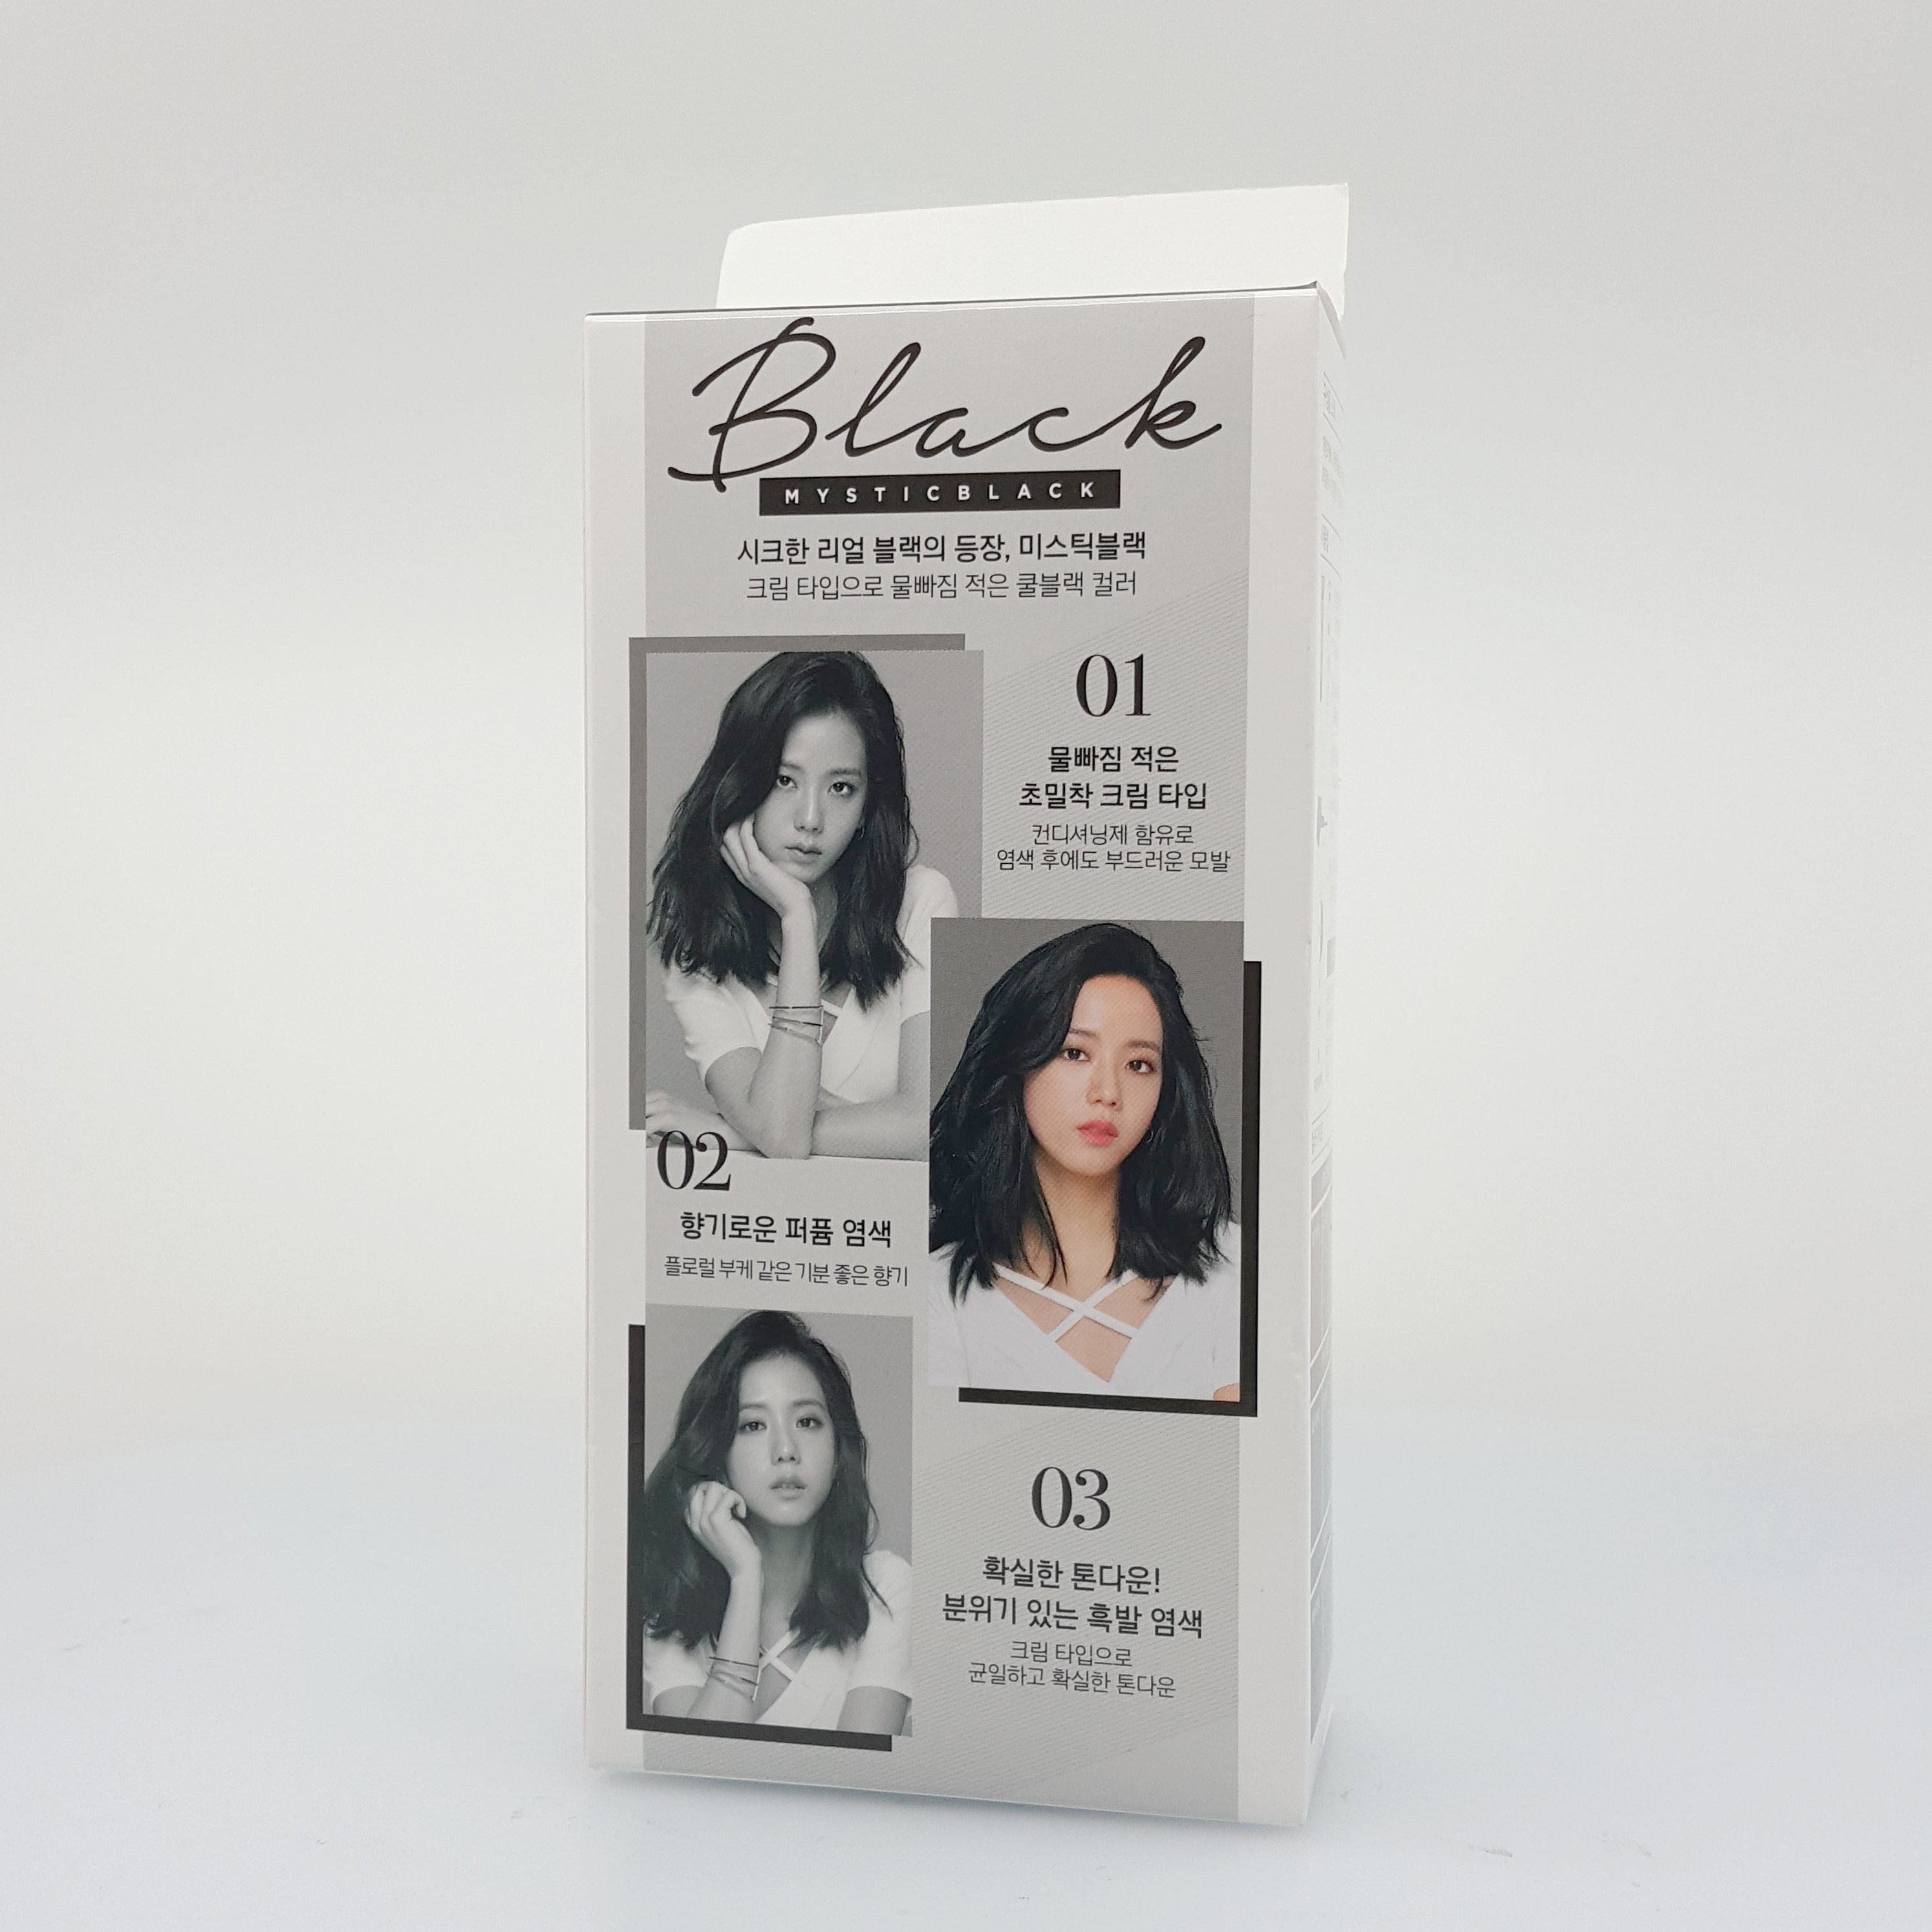 Black
MYSTICBLACK
시크한 리얼 블랙의 등장, 미스틱블랙
크림 타입으로 물빠짐 적은 쿨블랙 컬러
01
물빠짐 적은
초밀착 크림 타입
컨디셔닝제 함유로
염색 후에도 부드러운 모발
02
향기로운 퍼퓸 염색
플로럴 부케 같은 기분 좋은 향기
03
확실한 톤다운!
분위기 있는 흑발 염색
크림 타입으로
균일하고 확실한 톤다운